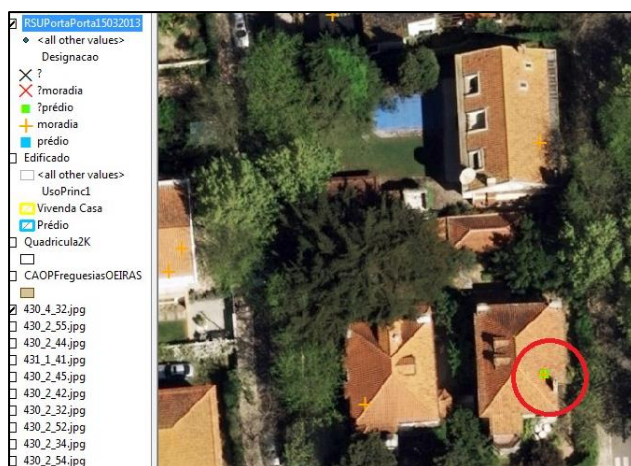 RSUPortaPorta15032013
<all other values>
Designacao
?
?moradia
?prédio
moradia
prédio
Edificado
<all other values>
UsoPrinc1
Vivenda Casa
Prédio
Quadricula2K
CAOPFreguesiasOEIRAS
430_4_32.jpg
430_2_55.jpg
430_2_44.jpg
431_1_41.jpg
430_2_45.jpg
430_2_42.jpg
430_2_32.jpg
430_2_52.jpg
430_2_34.jpg
430_2_54.jpg